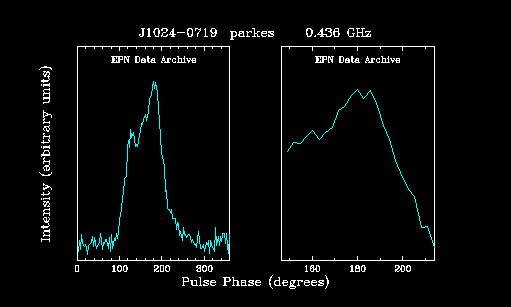 J1024-0719 parkes 0.436 GHz
EPN Data Archive EPN Data Archive
Intensity (arbitrary units)
0 100 200 300 160 180 200
Pulse Phase (degrees)